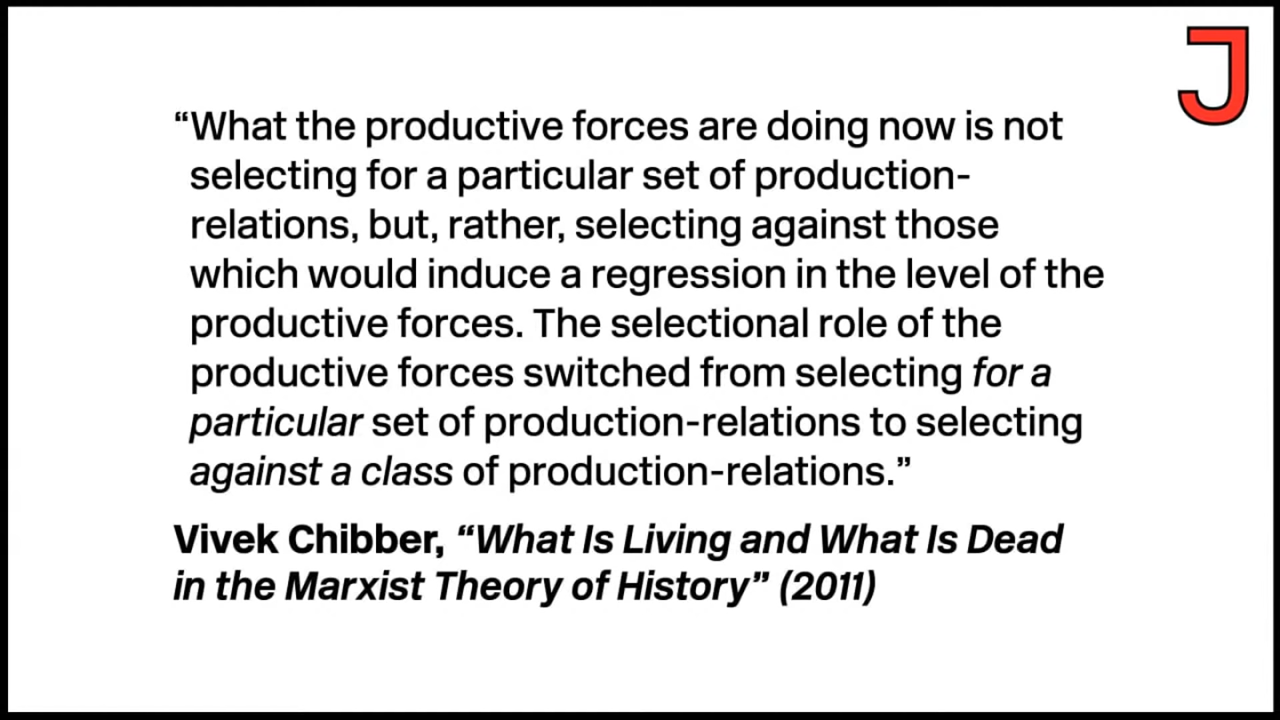 J
“What the productive forces are doing now is not
selecting for a particular set of production-
relations, but, rather, selecting against those
which would induce a regression in the level of the
productive forces. The selectional role of the
productive forces switched from selecting for a
particular set of production-relations to selecting
against a class of production-relations.”
Vivek Chibber, “What Is Living and What Is Dead
in the Marxist Theory of History” (2011)